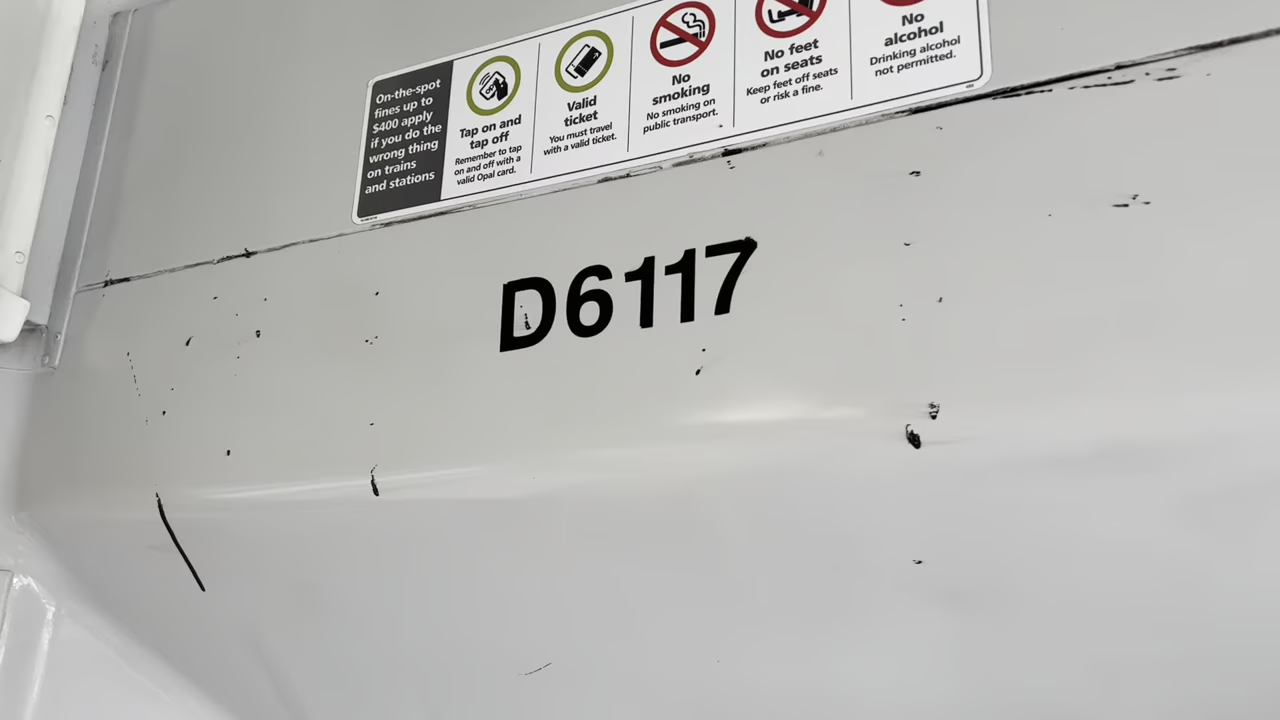 On-the-spot
fines up to
$400 apply
if you do the
wrong thing
on trains
and stations
Tap on and
tap off
Remember to tap
on and off with a
valid Opal card.
Valid
ticket
You must travel
with a valid ticket.
No
smoking
No smoking on
public transport.
No feet
on seats
Keep feet off seats
or risk a fine.
No
alcohol
Drinking alcohol
not permitted.
D6117